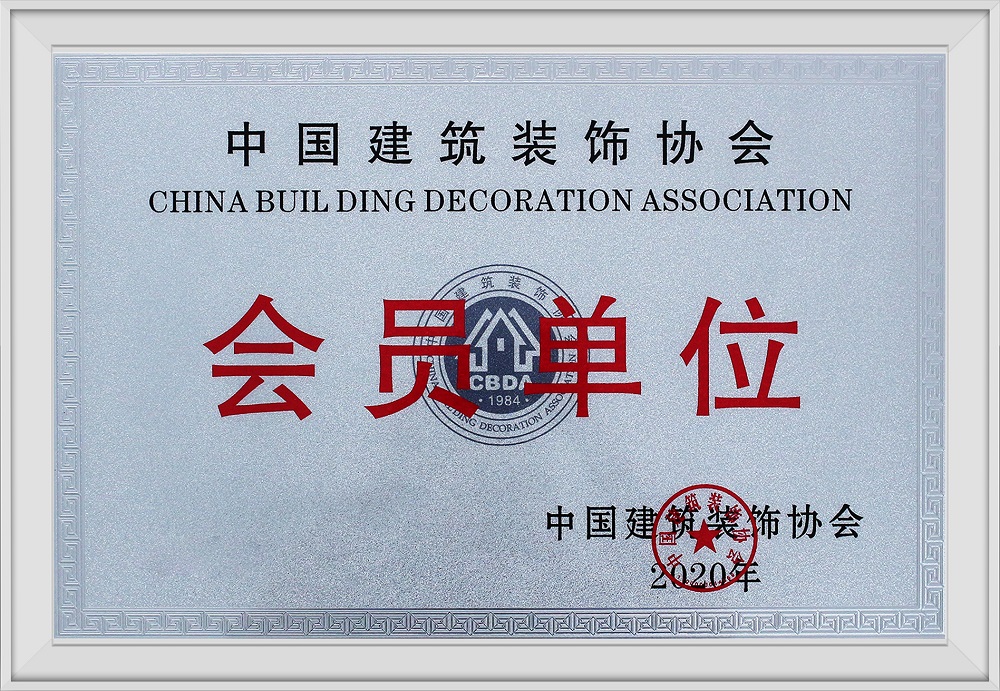 中国建筑装饰协会
CHINA BUIL DING DECORATION ASSOCIATION
会员单位
CBDA
·1984·
中国建筑装饰协会
2020年